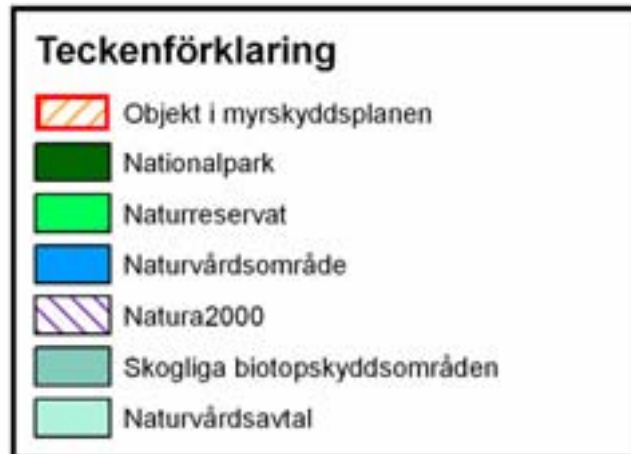 Teckenförklaring
Objekt i myrskyddsplanen
Nationalpark
Naturreservat
Naturvårdsområde
Natura2000
Skogliga biotopskyddsområden
Naturvårdsavtal